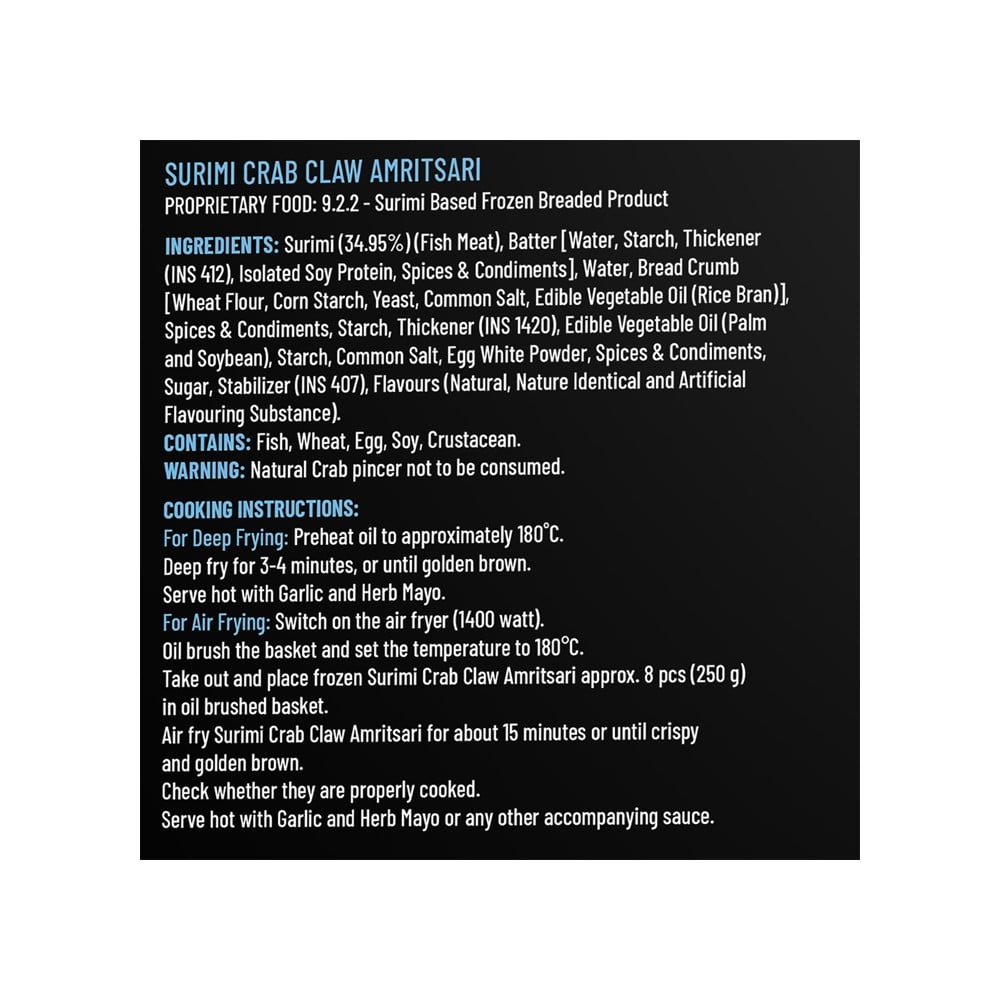 SURIMI CRAB CLAW AMRITSARI
PROPRIETARY FOOD: 9.2.2 - Surimi Based Frozen Breaded Product
INGREDIENTS: Surimi (34.95%) (Fish Meat), Batter [Water, Starch, Thickener
(INS 412), Isolated Soy Protein, Spices & Condiments], Water, Bread Crumb
[Wheat Flour, Corn Starch, Yeast, Common Salt, Edible Vegetable Oil (Rice Bran)],
Spices & Condiments, Starch, Thickener (INS 1420), Edible Vegetable Oil (Palm
and Soybean), Starch, Common Salt, Egg White Powder, Spices & Condiments,
Sugar, Stabilizer (INS 407), Flavours (Natural, Nature Identical and Artificial
Flavouring Substance).
CONTAINS: Fish, Wheat, Egg, Soy, Crustacean.
WARNING: Natural Crab pincer not to be consumed.
COOKING INSTRUCTIONS:
For Deep Frying: Preheat oil to approximately 180°C.
Deep fry for 3-4 minutes, or until golden brown.
Serve hot with Garlic and Herb Mayo.
For Air Frying: Switch on the air fryer (1400 watt).
Oil brush the basket and set the temperature to 180°C.
Take out and place frozen Surimi Crab Claw Amritsari approx. 8 pcs (250 g)
in oil brushed basket.
Air fry Surimi Crab Claw Amritsari for about 15 minutes or until crispy
and golden brown.
Check whether they are properly cooked.
Serve hot with Garlic and Herb Mayo or any other accompanying sauce.